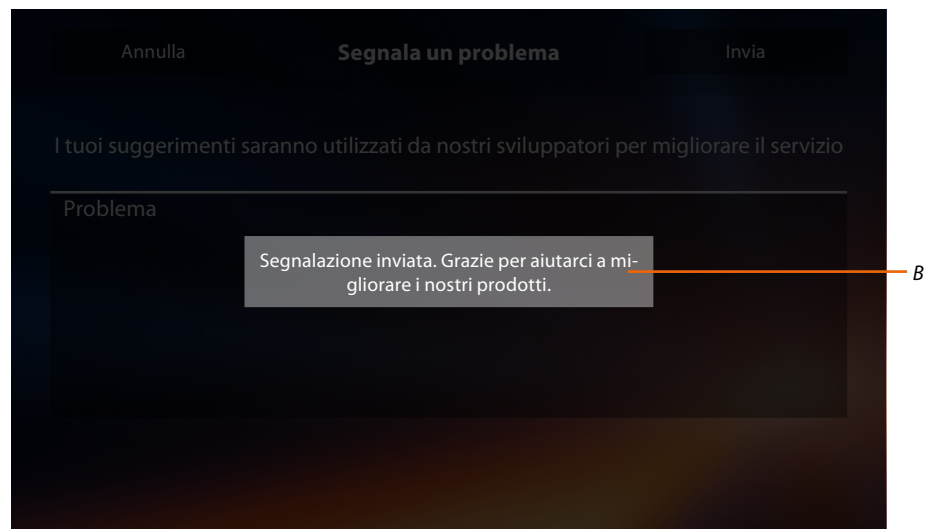 Annulla Segnala un problema Invia
I tuoi suggerimenti saranno utilizzati da nostri sviluppatori per migliorare il servizio
Problema
Segnalazione inviata. Grazie per aiutarci a mi-
gliorare i nostri prodotti.
B